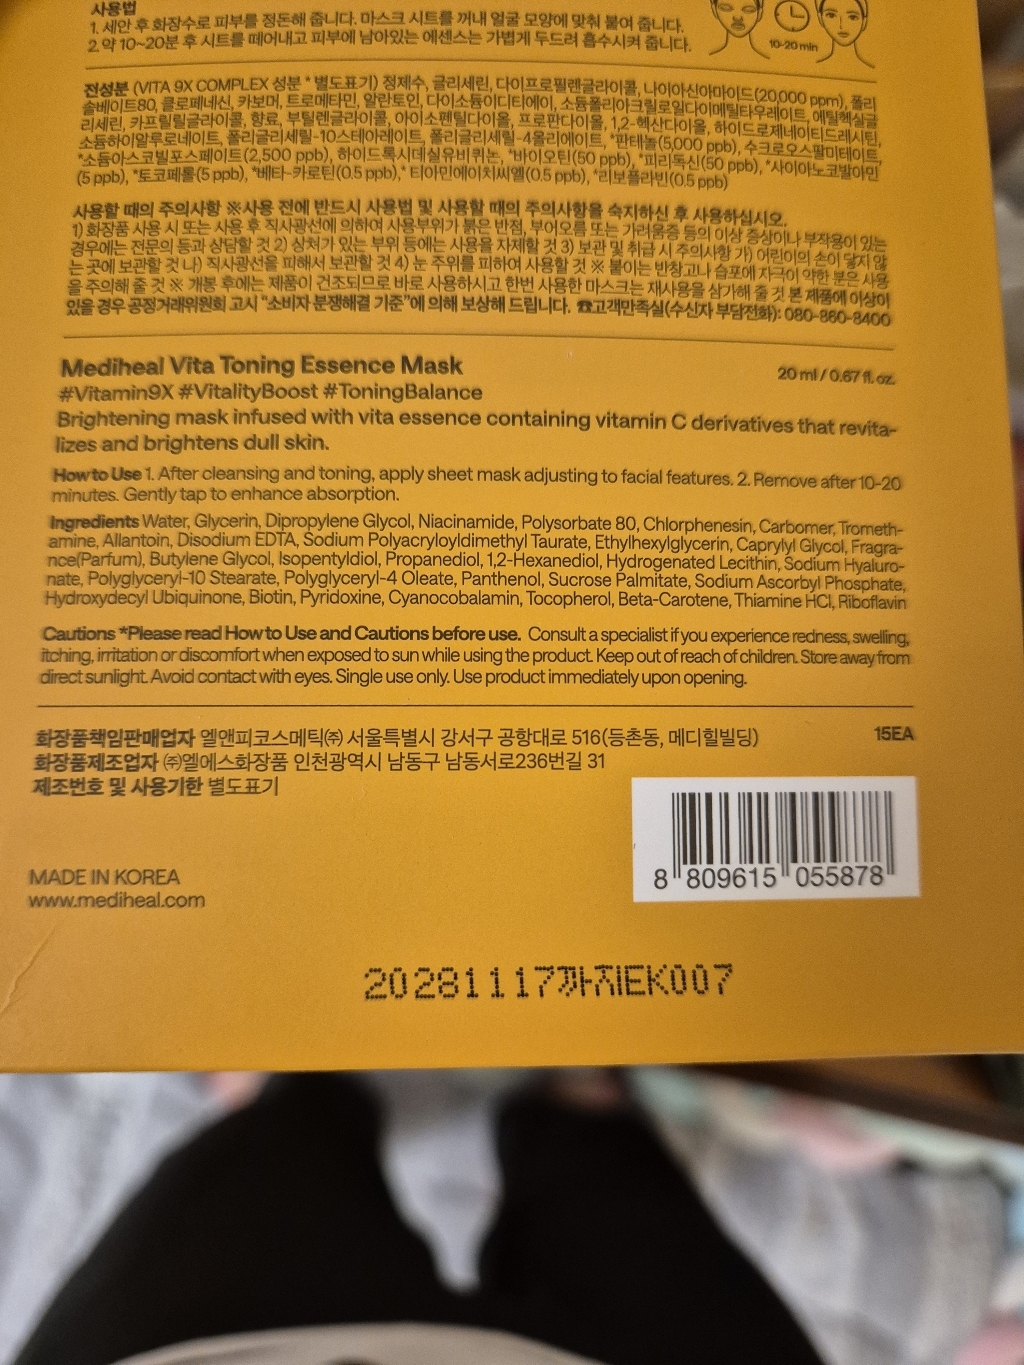 사용법
1. 세안 후 화장수로 피부를 정돈해 줍니다. 마스크 시트를 꺼내 얼굴 모양에 맞춰 붙여 줍니다.
2. 약 10~20분 후 시트를 떼어내고 피부에 남아있는 에센스는 가볍게 두드려 흡수시켜 줍니다.
10-20 min
전성분 (VITA 9X COMPLEX 성분 * 별도표기) 정제수, 글리세린, 다이프로필렌글라이콜, 나이아신아마이드(20,000 ppm), 폴리
솔베이트80, 클로페네신, 카보머, 트로메타민, 알란토인, 다이소듐이디티에이, 소듐폴리아크릴로일다이메틸타우레이트, 에틸헥실글
리세린, 카프릴릴글라이콜, 향료, 부틸렌글라이콜, 아이소펜틸다이올, 프로판다이올, 1,2-헥산다이올, 하이드로제네이티드레시틴,
소듐하이알루로네이트, 폴리글리세릴-10스테아레이트, 폴리글리세릴-4올리에이트, *판테놀(5,000 ppb), 수크로오스팔미테이트,
*소듐아스코빌포스페이트(2,500 ppb), 하이드록시데실유비퀴논, *바이오틴(50 ppb), *피리독신(50 ppb), *사이아노코발아민
(5 ppb), *토코페롤(5 ppb), *베타-카로틴(0.5 ppb),* 티아민에이치씨엘(0.5 ppb), *리보플라빈(0.5 ppb)
사용할 때의 주의사항 ※사용 전에 반드시 사용법 및 사용할 때의 주의사항을 숙지하신 후 사용하십시오.
1) 화장품 사용 시 또는 사용 후 직사광선에 의하여 사용부위가 붉은 반점, 부어오름 또는 가려움증 등의 이상 증상이나 부작용이 있는
경우에는 전문의 등과 상담할 것 2) 상처가 있는 부위 등에는 사용을 자제할 것 3) 보관 및 취급 시 주의사항 가) 어린이의 손이 닿지 않
는 곳에 보관할 것 나) 직사광선을 피해서 보관할 것 4) 눈 주위를 피하여 사용할 것 ※ 붙이는 반창고나 습포에 자극이 약한 분은 사용
을 주의해 줄 것 ※ 개봉 후에는 제품이 건조되므로 바로 사용하시고 한번 사용한 마스크는 재사용을 삼가해 줄 것 본 제품에 이상이
있을 경우 공정거래위원회 고시 "소비자 분쟁해결 기준"에 의해 보상해 드립니다. ☎고객만족실(수신자 부담전화): 080-860-8400
Mediheal Vita Toning Essence Mask
20 ml / 0.67 fl. oz.
#Vitamin9X #VitalityBoost #ToningBalance
Brightening mask infused with vita essence containing vitamin C derivatives that revita-
lizes and brightens dull skin.
How to Use 1. After cleansing and toning, apply sheet mask adjusting to facial features. 2. Remove after 10-20
minutes. Gently tap to enhance absorption.
Ingredients Water, Glycerin, Dipropylene Glycol, Niacinamide, Polysorbate 80, Chlorphenesin, Carbomer, Trometh-
amine, Allantoin, Disodium EDTA, Sodium Polyacryloyldimethyl Taurate, Ethylhexylglycerin, Caprylyl Glycol, Fragra-
nce(Parfum), Butylene Glycol, Isopentyldiol, Propanediol, 1,2-Hexanediol, Hydrogenated Lecithin, Sodium Hyaluro-
nate, Polyglyceryl-10 Stearate, Polyglyceryl-4 Oleate, Panthenol, Sucrose Palmitate, Sodium Ascorbyl Phosphate,
Hydroxydecyl Ubiquinone, Biotin, Pyridoxine, Cyanocobalamin, Tocopherol, Beta-Carotene, Thiamine HCl, Riboflavin
Cautions *Please read How to Use and Cautions before use. Consult a specialist if you experience redness, swelling,
itching, irritation or discomfort when exposed to sun while using the product. Keep out of reach of children. Store away from
direct sunlight. Avoid contact with eyes. Single use only. Use product immediately upon opening.
화장품책임판매업자 엘앤피코스메틱㈜ 서울특별시 강서구 공항대로 516(등촌동, 메디힐빌딩)
15EA
화장품제조업자 ㈜엘에스화장품 인천광역시 남동구 남동서로236번길 31
제조번호 및 사용기한 별도표기
MADE IN KOREA
www.mediheal.com
8 809615 055878
20281117까지EK007